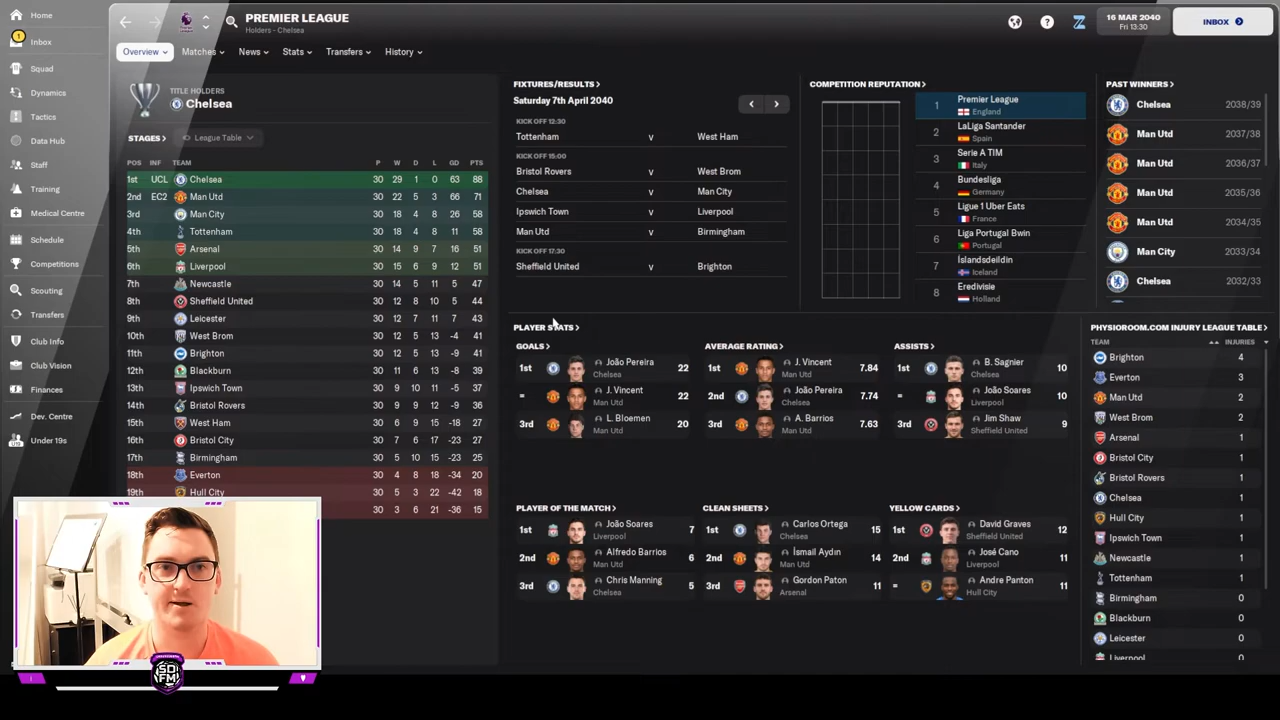 Home
PREMIER LEAGUE
Holders - Chelsea
16 MAR 2040
Fri 13:30
INBOX
1
Inbox
Squad
Dynamics
Tactics
Data Hub
Staff
Training
Medical Centre
Schedule
Competitions
Scouting
Transfers
Club Info
Club Vision
Finances
Dev. Centre
Under 19s
Overview
Matches
News
Stats
Transfers
History
TITLE HOLDERS
Chelsea
STAGES
League Table
POS INF TEAM P W D L GD PTS
1st UCL Chelsea 30 29 1 0 63 88
2nd EC2 Man Utd 30 22 5 3 66 71
3rd Man City 30 18 4 8 26 58
4th Tottenham 30 18 4 8 11 58
5th Arsenal 30 14 9 7 16 51
6th Liverpool 30 15 6 9 12 51
7th Newcastle 30 14 5 11 5 47
8th Sheffield United 30 12 8 10 5 44
9th Leicester 30 12 7 11 7 43
10th West Brom 30 12 5 13 -4 41
11th Brighton 30 12 5 13 -9 41
12th Blackburn 30 11 6 13 -8 39
13th Ipswich Town 30 9 10 11 -5 37
14th Bristol Rovers 30 9 9 12 -9 36
15th West Ham 30 6 9 15 -18 27
16th Bristol City 30 7 6 17 -23 27
17th Birmingham 30 5 10 15 -23 25
18th Everton 30 4 8 18 -34 20
19th Hull City 30 5 3 22 -42 18
30 3 6 21 -36 15
FIXTURES/RESULTS
Saturday 7th April 2040
KICK OFF 12:30
Tottenham v West Ham
KICK OFF 15:00
Bristol Rovers v West Brom
Chelsea v Man City
Ipswich Town v Liverpool
Man Utd v Birmingham
KICK OFF 17:30
Sheffield United v Brighton
COMPETITION REPUTATION
1 Premier League
England
2 LaLiga Santander
Spain
3 Serie A TIM
Italy
4 Bundesliga
Germany
5 Ligue 1 Uber Eats
France
6 Liga Portugal Bwin
Portugal
7 Íslandsdeildin
Iceland
8 Eredivisie
Holland
PAST WINNERS
Chelsea 2038/39
Man Utd 2037/38
Man Utd 2036/37
Man Utd 2035/36
Man Utd 2034/35
Man City 2033/34
Chelsea 2032/33
PLAYER STATS
GOALS
1st João Pereira 22
Chelsea
= J. Vincent 22
Man Utd
3rd L. Bloemen 20
Man Utd
AVERAGE RATING
1st J. Vincent 7.84
Man Utd
2nd João Pereira 7.74
Chelsea
3rd A. Barrios 7.63
Man Utd
ASSISTS
1st B. Sagnier 10
Chelsea
= João Soares 10
Liverpool
3rd Jim Shaw 9
Sheffield United
PLAYER OF THE MATCH
1st João Soares 7
Liverpool
2nd Alfredo Barrios 6
Man Utd
3rd Chris Manning 5
Chelsea
CLEAN SHEETS
1st Carlos Ortega 15
Chelsea
2nd İsmail Aydın 14
Man Utd
3rd Gordon Paton 11
Arsenal
YELLOW CARDS
1st David Graves 12
Sheffield United
2nd José Cano 11
Liverpool
= Andre Panton 11
Hull City
PHYSIOROOM.COM INJURY LEAGUE TABLE
TEAM INJURIES
Brighton 4
Everton 3
Man Utd 2
West Brom 2
Arsenal 1
Bristol City 1
Bristol Rovers 1
Chelsea 1
Hull City 1
Ipswich Town 1
Newcastle 1
Tottenham 1
Birmingham 0
Blackburn 0
Leicester 0
Liverpool 0
SDFM